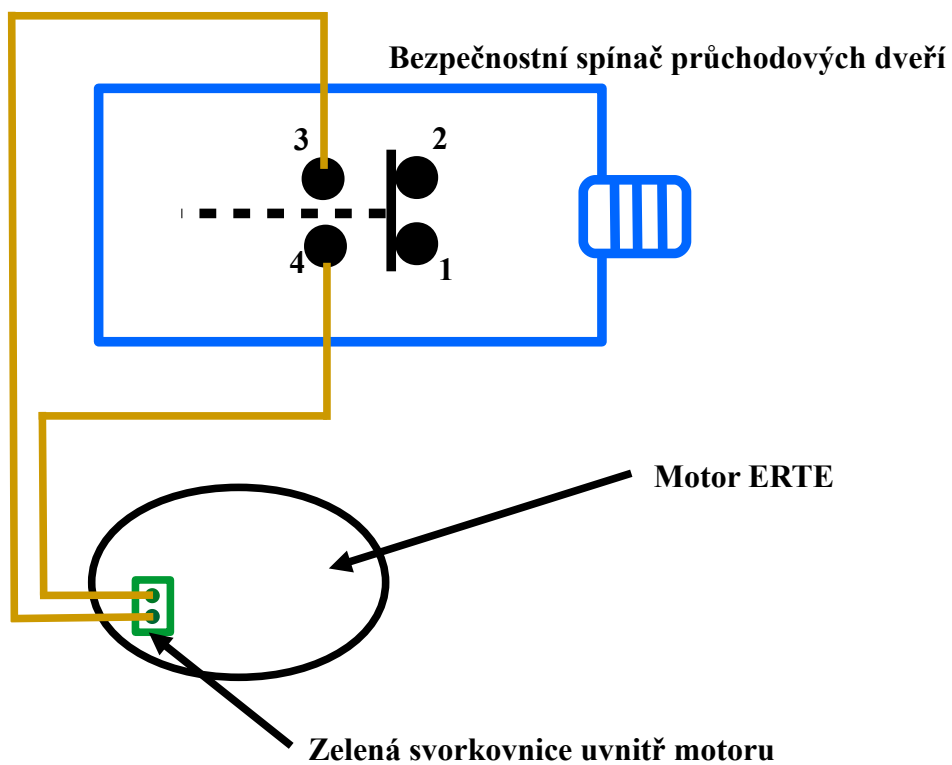 Bezpečnostní spínač průchodových dveří
3
2
4
1
Motor ERTE
Zelená svorkovnice uvnitř motoru